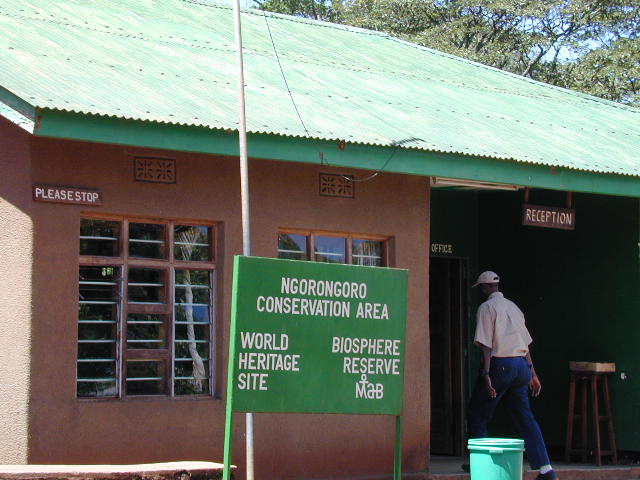 PLEASE STOP
RECEPTION
OFFICE
NGORONGORO
CONSERVATION AREA
WORLD
HERITAGE
SITE
BIOSPHERE
RESERVE
MaB